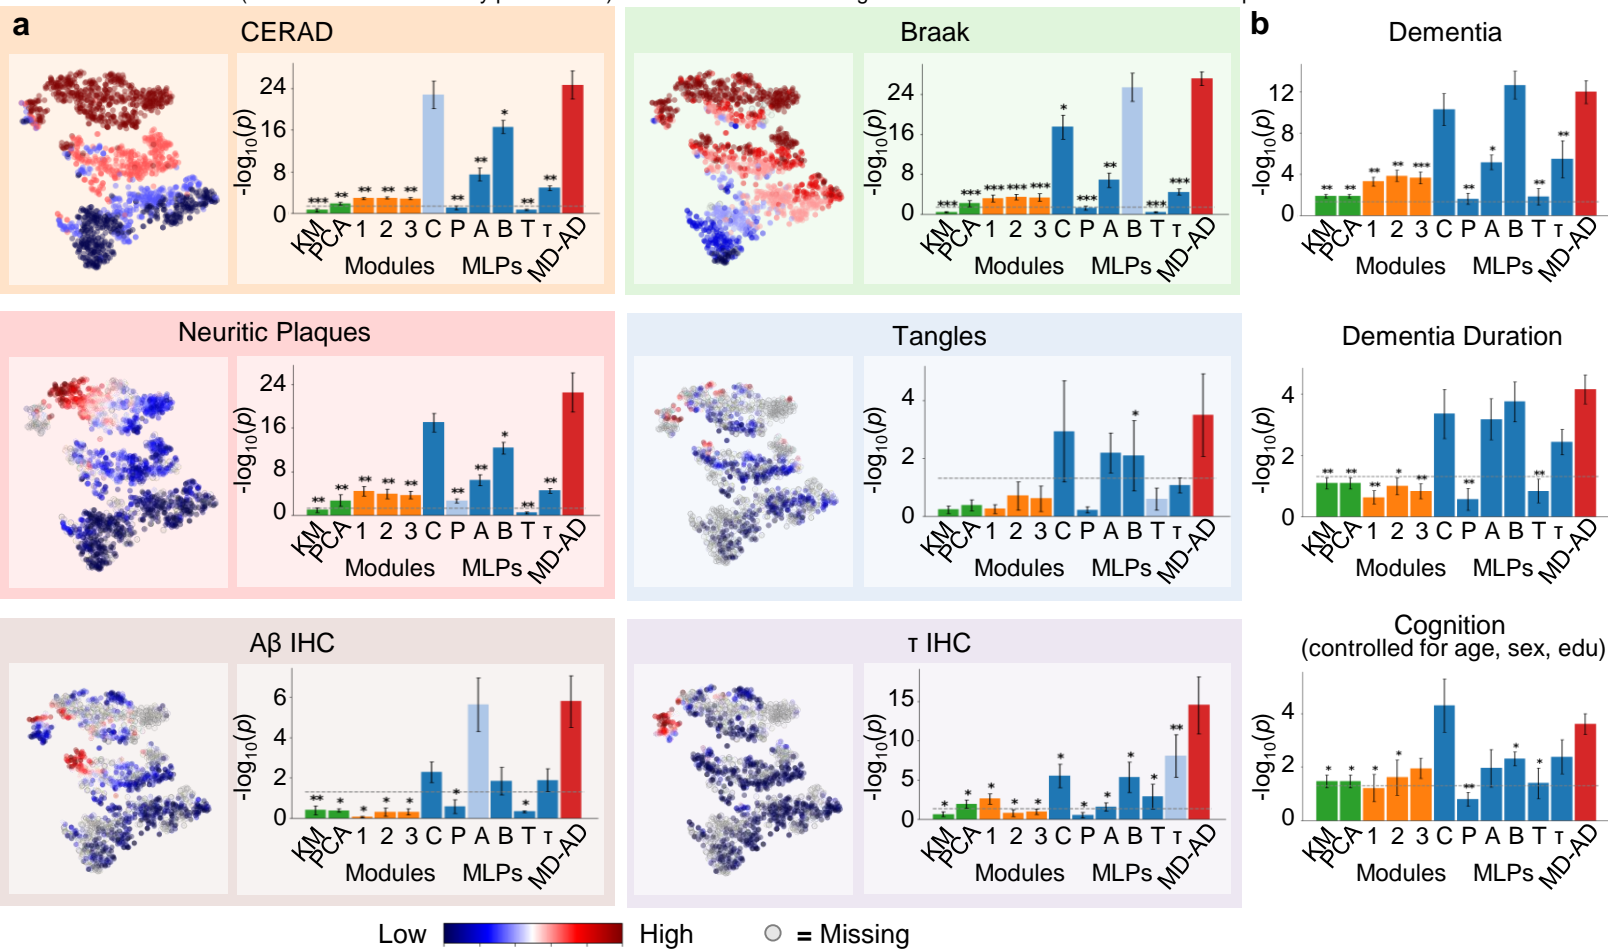 a
CERAD
-log10(p)
24
16
8
0
*** ** ** ** ** ** ** * ** **
KM PCA 1 2 3 C P A B T τ MD-AD
Modules MLPs
Braak
-log10(p)
24
16
8
0
*** *** *** *** *** * *** ** *** **
KM PCA 1 2 3 C P A B T τ MD-AD
Modules MLPs
b
Dementia
-log10(p)
12
8
4
0
** ** ** ** *** ** * ** **
KM PCA 1 2 3 C P A B T τ MD-AD
Modules MLPs
Neuritic Plaques
-log10(p)
24
16
8
0
** ** ** ** ** ** ** * ** **
KM PCA 1 2 3 C P A B T τ MD-AD
Modules MLPs
Tangles
-log10(p)
4
2
0
*
KM PCA 1 2 3 C P A B T τ MD-AD
Modules MLPs
Dementia Duration
-log10(p)
4
2
0
** ** ** * ** ** **
KM PCA 1 2 3 C P A B T τ MD-AD
Modules MLPs
Aβ IHC
-log10(p)
6
4
2
0
** * * * * * *
KM PCA 1 2 3 C P A B T τ MD-AD
Modules MLPs
τ IHC
-log10(p)
15
10
5
0
* * * * * * * * * * **
KM PCA 1 2 3 C P A B T τ MD-AD
Modules MLPs
Cognition
(controlled for age, sex, edu)
-log10(p)
4
2
0
* * * * ** * *
KM PCA 1 2 3 C P A B T τ MD-AD
Modules MLPs
Low High = Missing